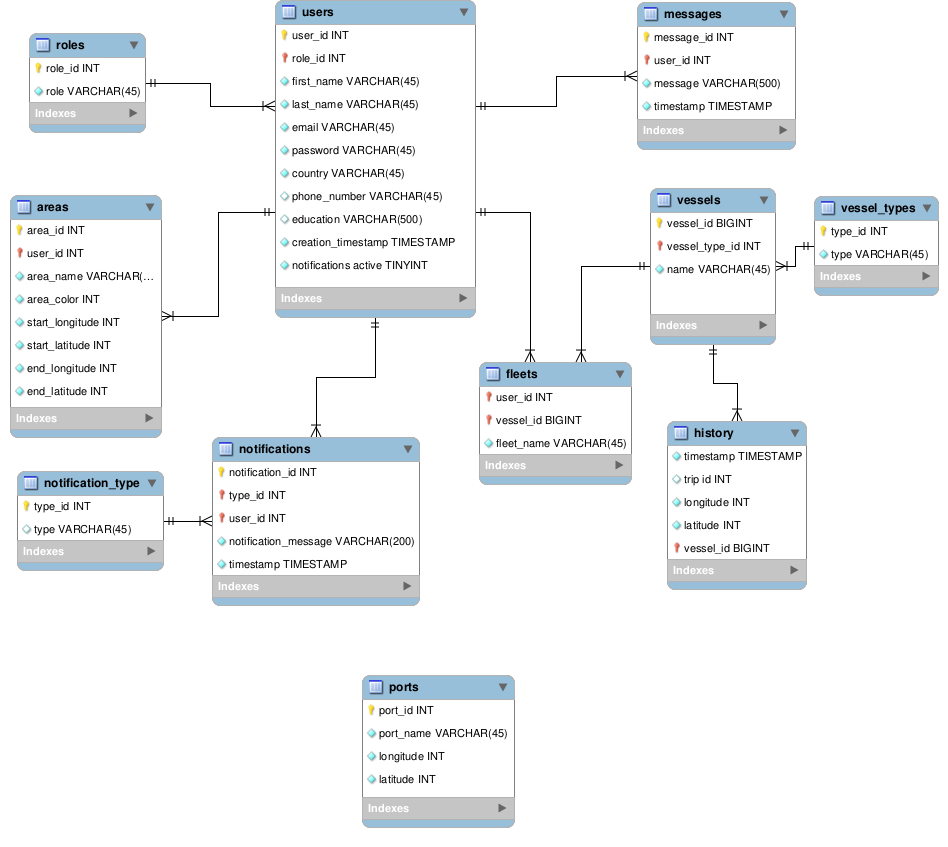 roles
role_id INT
role VARCHAR(45)
Indexes
users
user_id INT
role_id INT
first_name VARCHAR(45)
last_name VARCHAR(45)
email VARCHAR(45)
password VARCHAR(45)
country VARCHAR(45)
phone_number VARCHAR(45)
education VARCHAR(500)
creation_timestamp TIMESTAMP
notifications active TINYINT
Indexes
messages
message_id INT
user_id INT
message VARCHAR(500)
timestamp TIMESTAMP
Indexes
areas
area_id INT
user_id INT
area_name VARCHAR(...
area_color INT
start_longitude INT
start_latitude INT
end_longitude INT
end_latitude INT
Indexes
vessels
vessel_id BIGINT
vessel_type_id INT
name VARCHAR(45)
Indexes
vessel_types
type_id INT
type VARCHAR(45)
Indexes
fleets
user_id INT
vessel_id BIGINT
fleet_name VARCHAR(45)
Indexes
history
timestamp TIMESTAMP
trip id INT
longitude INT
latitude INT
vessel_id BIGINT
Indexes
notification_type
type_id INT
type VARCHAR(45)
Indexes
notifications
notification_id INT
type_id INT
user_id INT
notification_message VARCHAR(200)
timestamp TIMESTAMP
Indexes
ports
port_id INT
port_name VARCHAR(45)
longitude INT
latitude INT
Indexes